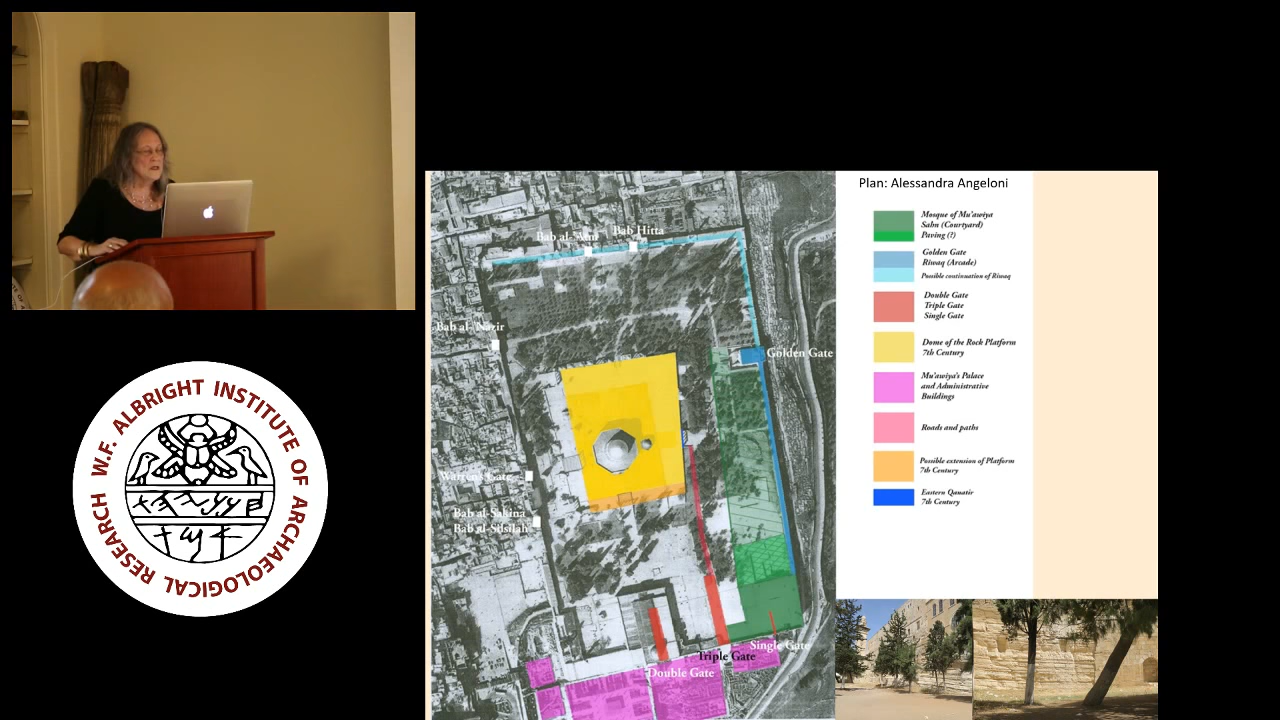 W.F. ALBRIGHT INSTITUTE OF ARCHAEOLOGICAL RESEARCH
Plan: Alessandra Angeloni
Mosque of Mu'awiya
Sahn (Courtyard)
Paving (?)
Golden Gate
Riwaq (Arcade)
Possible continuation of Riwaq
Double Gate
Triple Gate
Single Gate
Dome of the Rock Platform
7th Century
Mu'awiya's Palace
and Administrative
Buildings
Roads and paths
Possible extension of Platform
7th Century
Eastern Qanatir
7th Century
Bab Hitta
Bab al-Nazir
Golden Gate
Bab al-Sakina
Bab al-Silsilah
Single Gate
Triple Gate
Double Gate